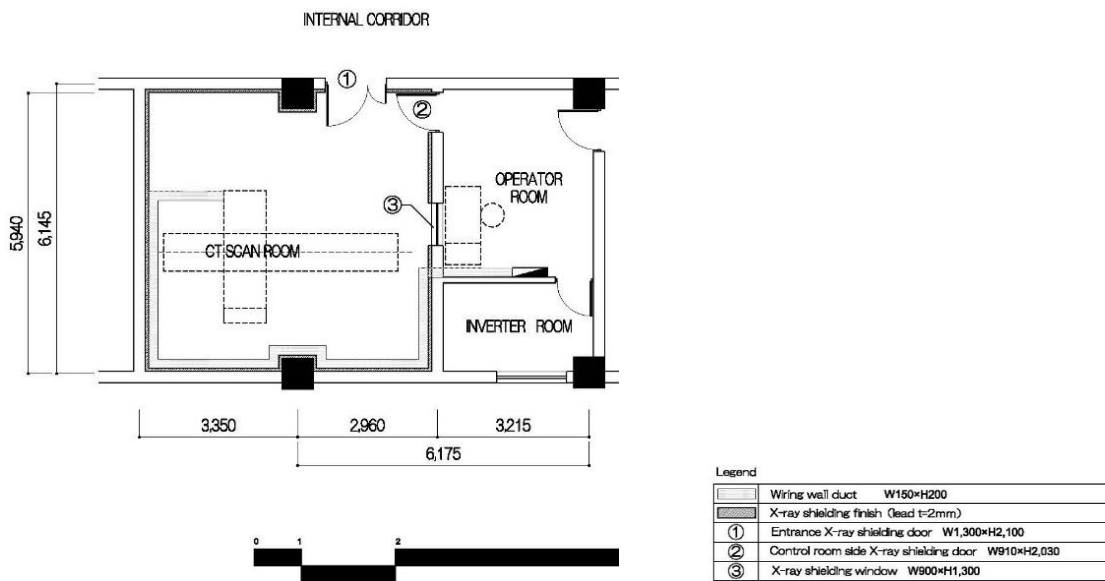 INTERNAL CORRIDOR
①
②
OPERATOR
ROOM
③
5,940
6,145
CT SCAN ROOM
INVERTER ROOM
3,350
2,960
3,215
6,175
0 1 2
Legend
Wiring wall duct W150×H200
X-ray shielding finish (lead t=2mm)
① Entrance X-ray shielding door W1,300×H2,100
② Control room side X-ray shielding door W910×H2,030
③ X-ray shielding window W900×H1,300